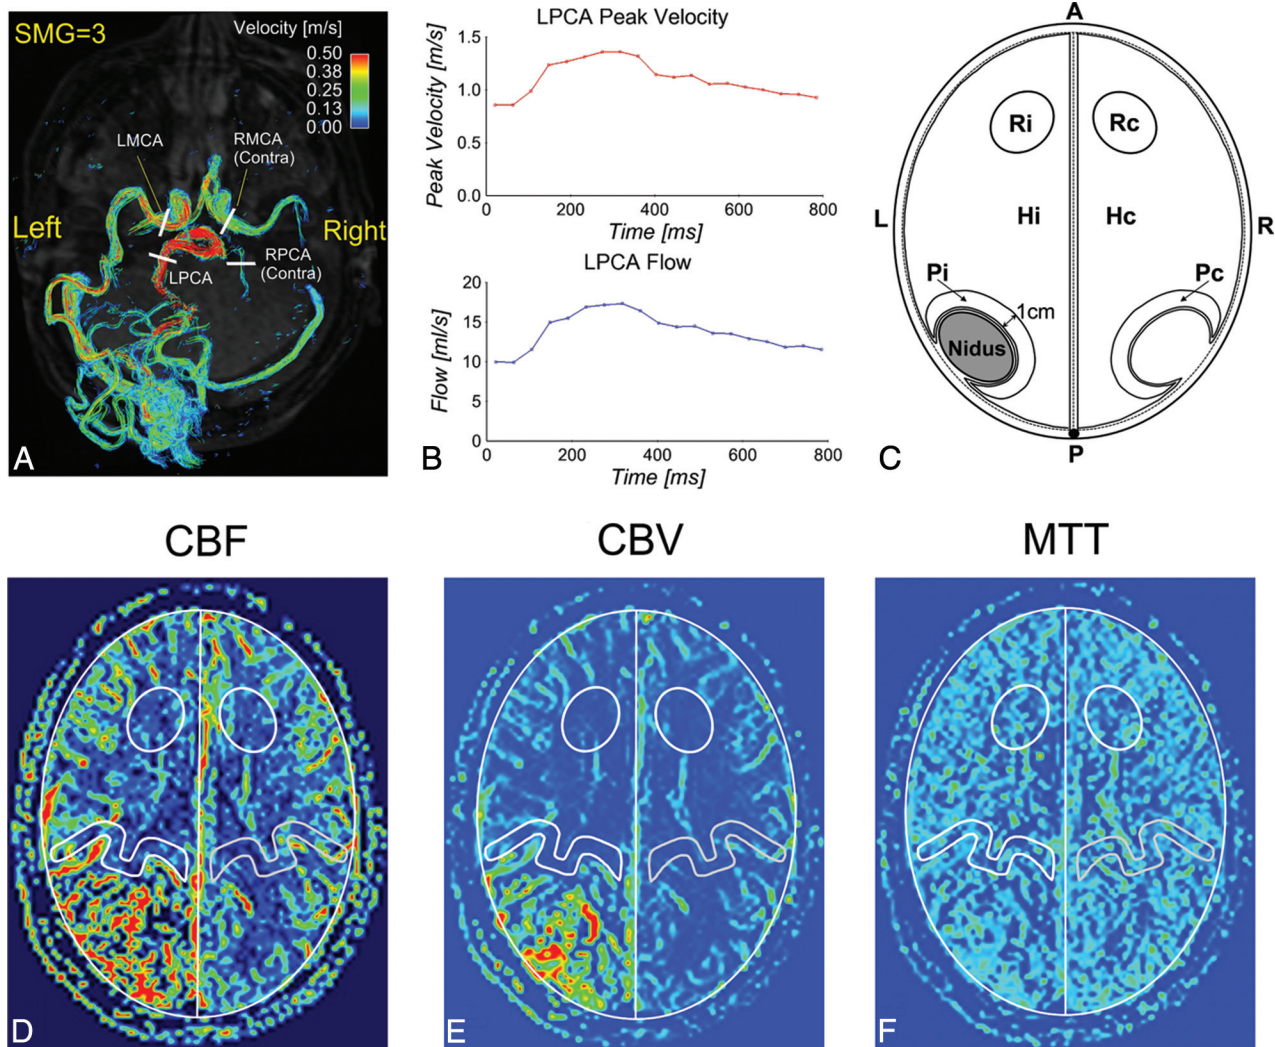 SMG=3
Velocity [m/s]
0.50
0.38
0.25
0.13
0.00
LMCA
RMCA
(Contra)
Left
Right
LPCA
RPCA
(Contra)
A
LPCA Peak Velocity
Peak Velocity [m/s]
1.5
1.0
0.5
0.0
0 200 400 600 800
Time [ms]
LPCA Flow
Flow [ml/s]
20
15
10
5
0
0 200 400 600 800
Time [ms]
B
A
Ri Rc
L Hi Hc R
Pi Pc
1cm
Nidus
P
C
CBF
D
CBV
E
MTT
F